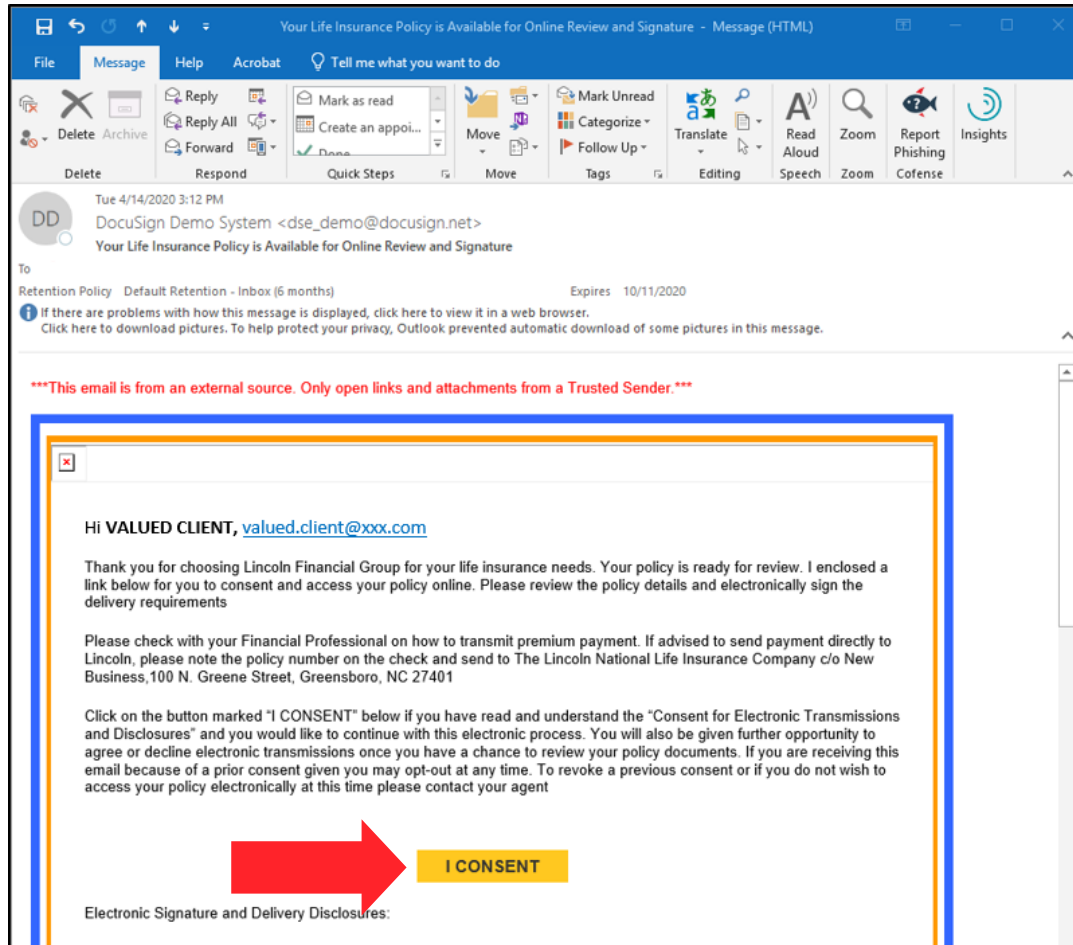 Your Life Insurance Policy is Available for Online Review and Signature - Message (HTML)
File Message Help Acrobat Tell me what you want to do
Delete Archive
Reply
Reply All
Forward
Mark as read
Create an appoi...
Done
Move
Mark Unread
Categorize
Follow Up
Translate
Read Aloud
Zoom
Report Phishing
Insights
Delete Respond Quick Steps Move Tags Editing Speech Zoom Cofense
Tue 4/14/2020 3:12 PM
DD
DocuSign Demo System <dse_demo@docusign.net>
Your Life Insurance Policy is Available for Online Review and Signature
To
Retention Policy Default Retention - Inbox (6 months) Expires 10/11/2020
If there are problems with how this message is displayed, click here to view it in a web browser.
Click here to download pictures. To help protect your privacy, Outlook prevented automatic download of some pictures in this message.
***This email is from an external source. Only open links and attachments from a Trusted Sender.***
Hi VALUED CLIENT, valued.client@xxx.com
Thank you for choosing Lincoln Financial Group for your life insurance needs. Your policy is ready for review. I enclosed a
link below for you to consent and access your policy online. Please review the policy details and electronically sign the
delivery requirements
Please check with your Financial Professional on how to transmit premium payment. If advised to send payment directly to
Lincoln, please note the policy number on the check and send to The Lincoln National Life Insurance Company c/o New
Business,100 N. Greene Street, Greensboro, NC 27401
Click on the button marked “I CONSENT” below if you have read and understand the “Consent for Electronic Transmissions
and Disclosures” and you would like to continue with this electronic process. You will also be given further opportunity to
agree or decline electronic transmissions once you have a chance to review your policy documents. If you are receiving this
email because of a prior consent given you may opt-out at any time. To revoke a previous consent or if you do not wish to
access your policy electronically at this time please contact your agent
I CONSENT
Electronic Signature and Delivery Disclosures: